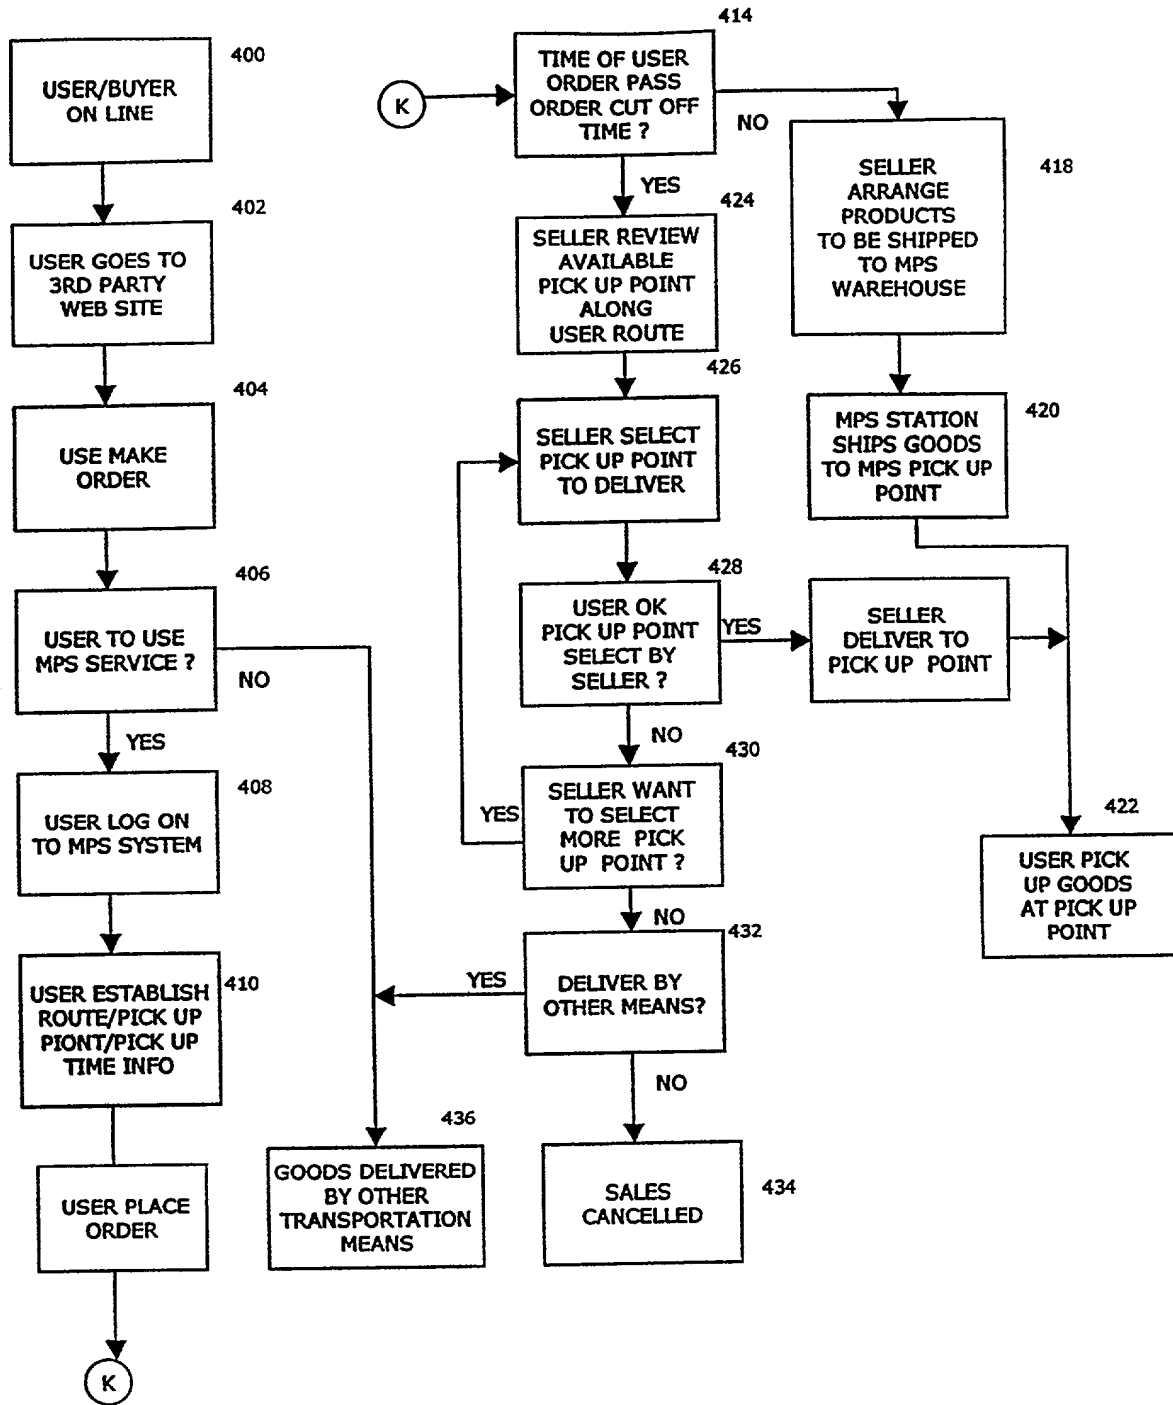 400
USER/BUYER
ON LINE
402
USER GOES TO
3RD PARTY
WEB SITE
404
USE MAKE
ORDER
406
USER TO USE
MPS SERVICE ?
NO
YES
408
USER LOG ON
TO MPS SYSTEM
410
USER ESTABLISH
ROUTE/PICK UP
PIONT/PICK UP
TIME INFO
USER PLACE
ORDER
K
K
414
TIME OF USER
ORDER PASS
ORDER CUT OFF
TIME ?
NO
YES
424
SELLER REVIEW
AVAILABLE
PICK UP POINT
ALONG
USER ROUTE
426
SELLER SELECT
PICK UP POINT
TO DELIVER
428
USER OK
PICK UP POINT
SELECT BY
SELLER ?
YES
SELLER
DELIVER TO
PICK UP POINT
NO
430
SELLER WANT
TO SELECT
MORE PICK
UP POINT ?
YES
NO
432
DELIVER BY
OTHER MEANS?
YES
NO
436
GOODS DELIVERED
BY OTHER
TRANSPORTATION
MEANS
434
SALES
CANCELLED
418
SELLER
ARRANGE
PRODUCTS
TO BE SHIPPED
TO MPS
WAREHOUSE
420
MPS STATION
SHIPS GOODS
TO MPS PICK UP
POINT
422
USER PICK
UP GOODS
AT PICK UP
POINT